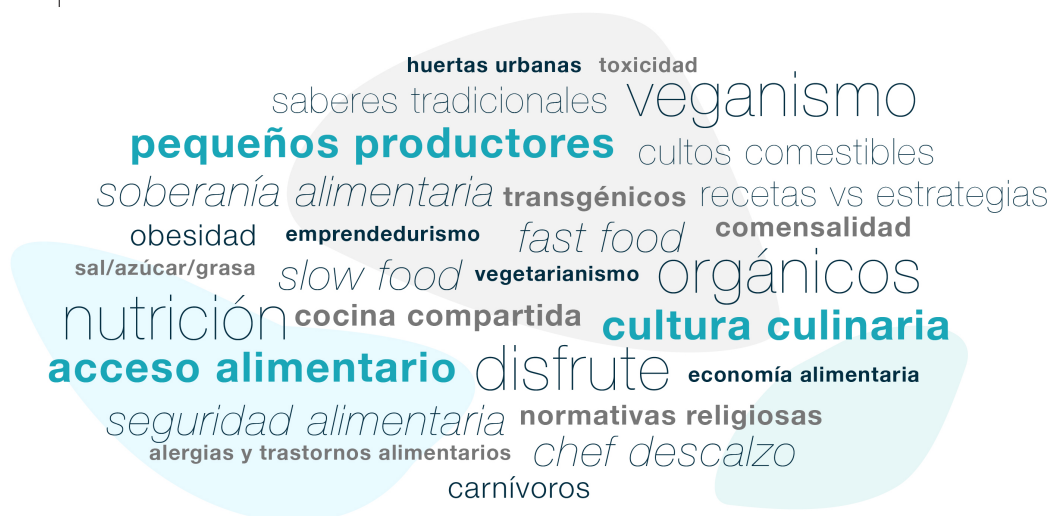 huertas urbanas toxicidad
saberes tradicionales veganismo
pequeños productores cultos comestibles
soberanía alimentaria transgénicos recetas vs estrategias
obesidad emprendedurismo fast food comensalidad
sal/azúcar/grasa slow food vegetarianismo orgánicos
nutrición cocina compartida cultura culinaria
acceso alimentario disfrute economía alimentaria
seguridad alimentaria normativas religiosas
alergias y trastornos alimentarios chef descalzo
carnívoros